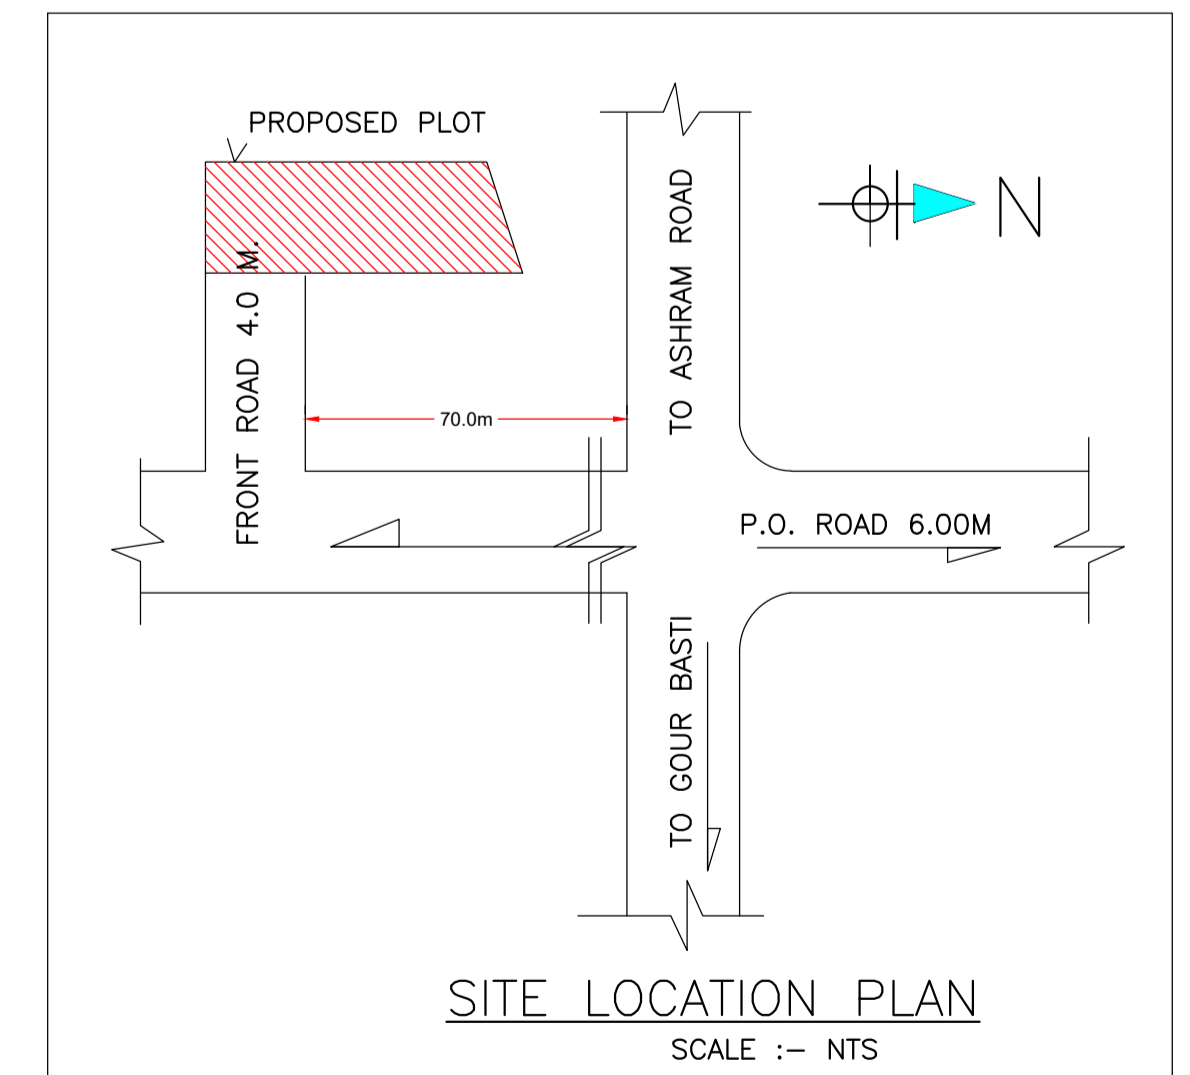 PROPOSED PLOT
N
TO ASHRAM ROAD
FRONT ROAD 4.0 M.
70.0m
P.O. ROAD 6.00M
TO GOUR BASTI
SITE LOCATION PLAN
SCALE :- NTS